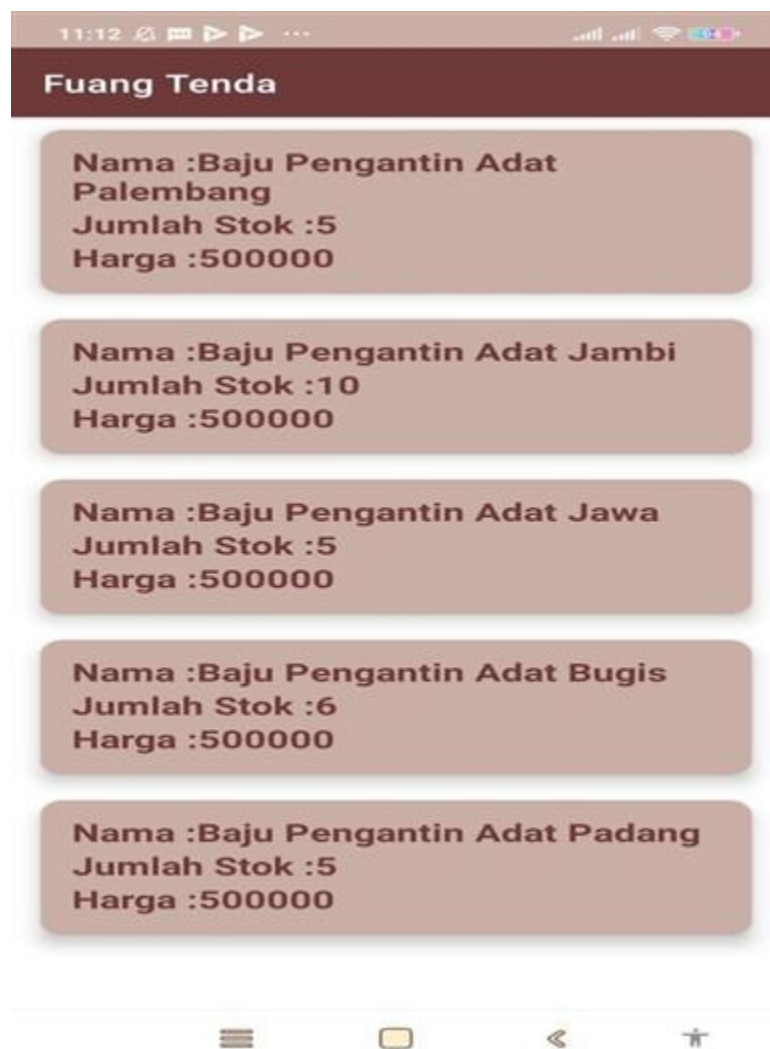 11:12
Fuang Tenda
Nama :Baju Pengantin Adat
Palembang
Jumlah Stok :5
Harga :500000
Nama :Baju Pengantin Adat Jambi
Jumlah Stok :10
Harga :500000
Nama :Baju Pengantin Adat Jawa
Jumlah Stok :5
Harga :500000
Nama :Baju Pengantin Adat Bugis
Jumlah Stok :6
Harga :500000
Nama :Baju Pengantin Adat Padang
Jumlah Stok :5
Harga :500000